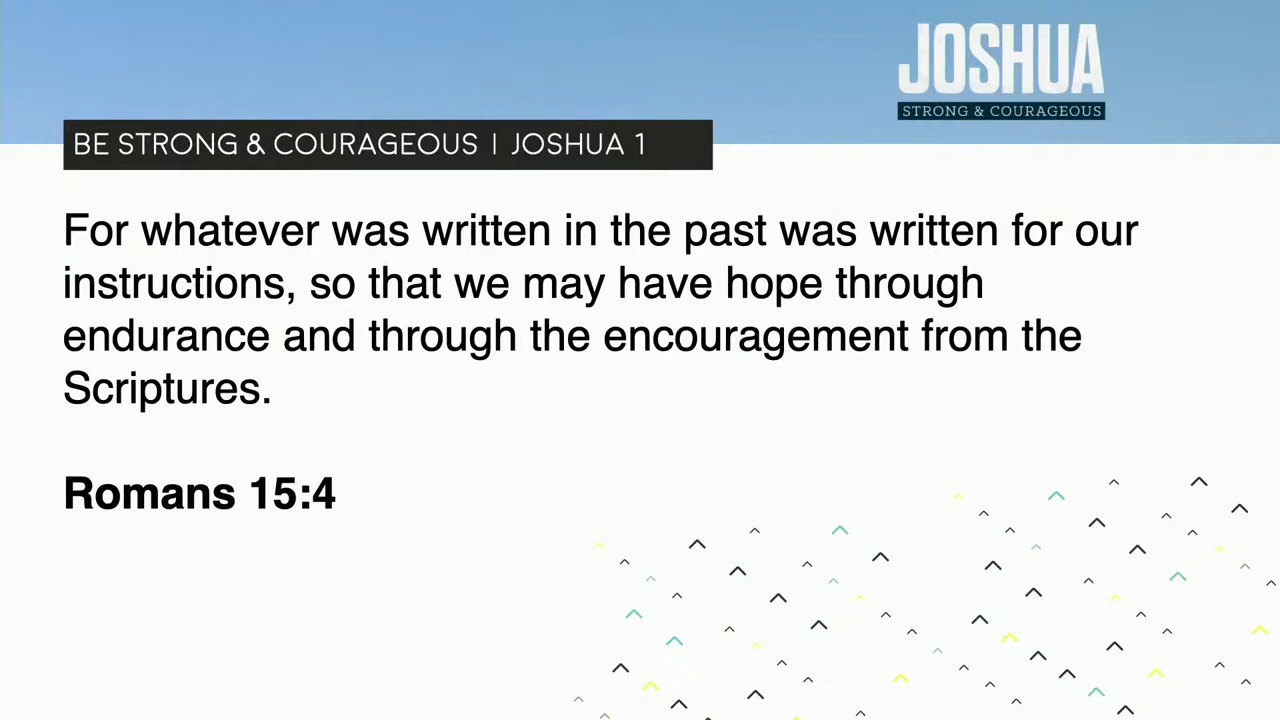 JOSHUA
STRONG & COURAGEOUS
BE STRONG & COURAGEOUS | JOSHUA 1
For whatever was written in the past was written for our
instructions, so that we may have hope through
endurance and through the encouragement from the
Scriptures.
Romans 15:4